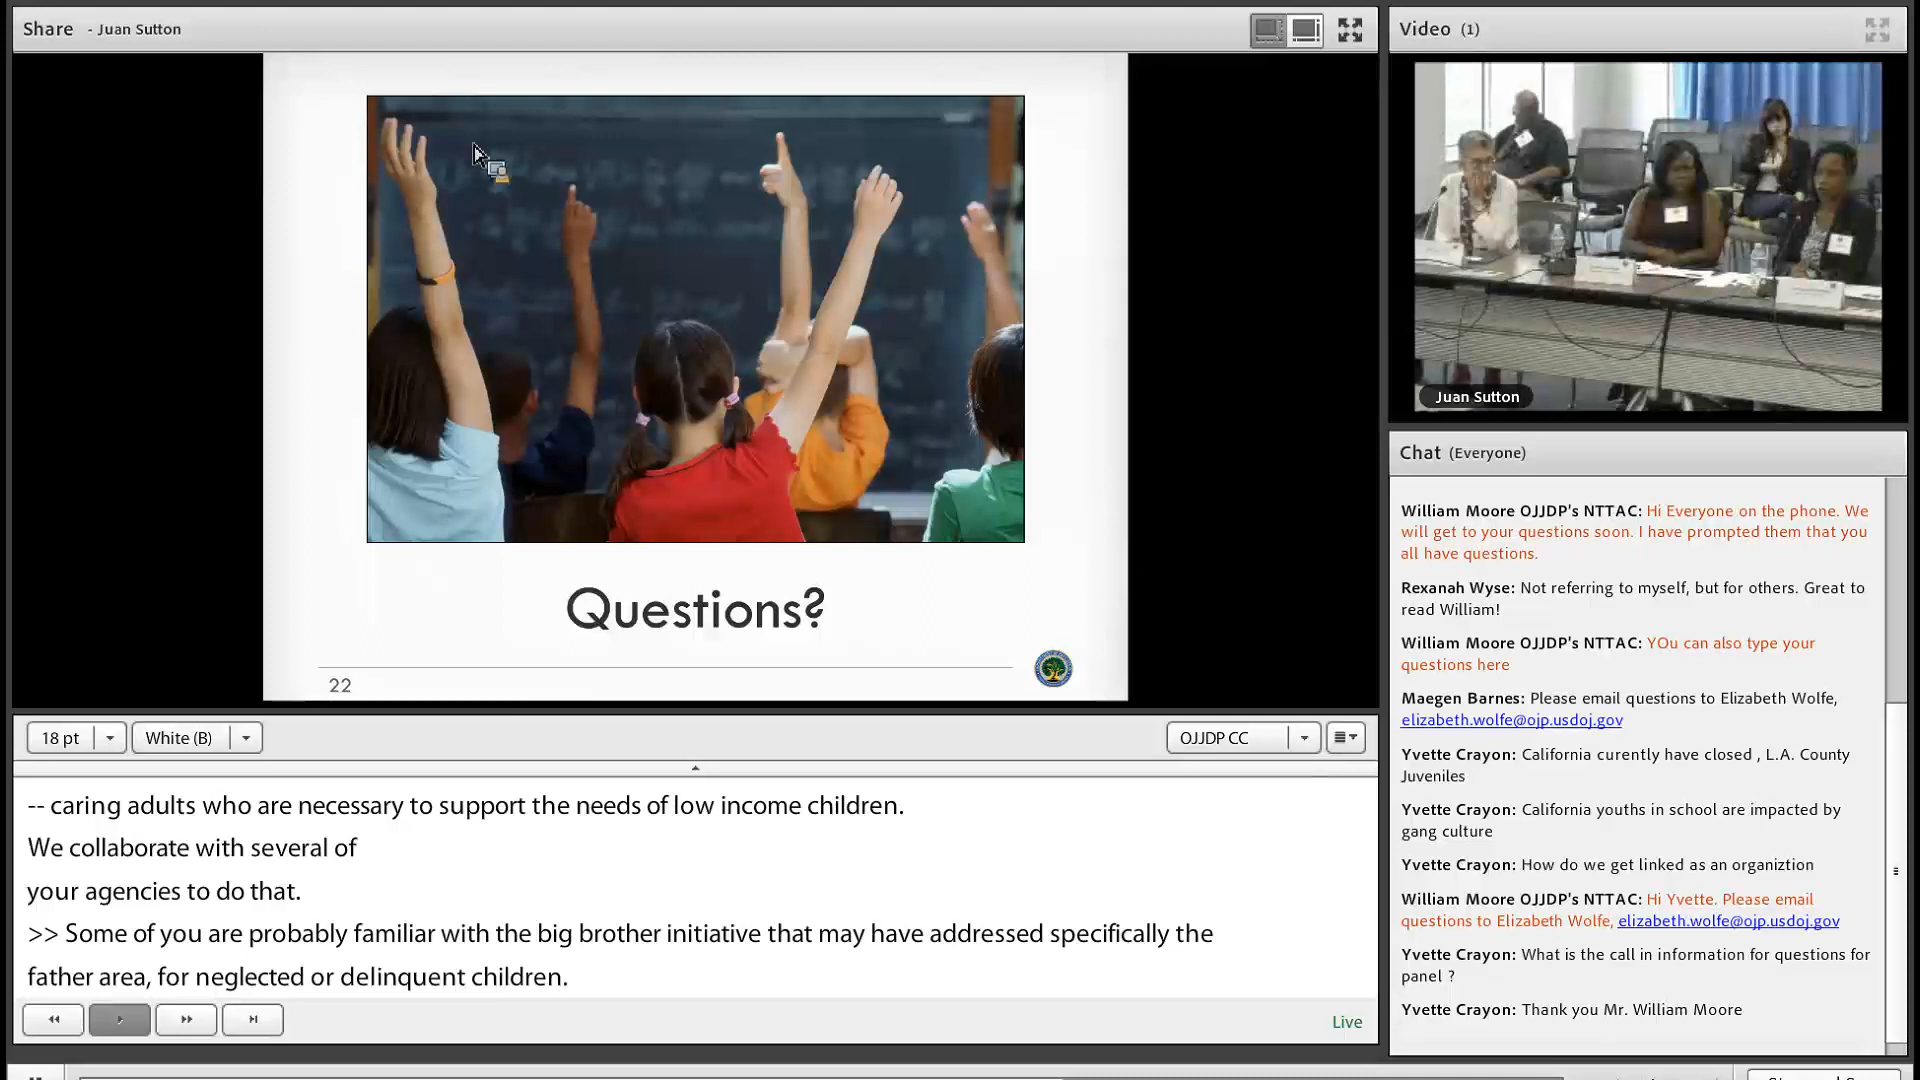 Share - Juan Sutton
Questions?
22
18 pt
White (B)
OJJDP CC
-- caring adults who are necessary to support the needs of low income children.
We collaborate with several of
your agencies to do that.
>> Some of you are probably familiar with the big brother initiative that may have addressed specifically the
father area, for neglected or delinquent children.
Live
Video (1)
Juan Sutton
Chat (Everyone)
William Moore OJJDP's NTTAC: Hi Everyone on the phone. We
will get to your questions soon. I have prompted them that you
all have questions.
Rexanah Wyse: Not referring to myself, but for others. Great to
read William!
William Moore OJJDP's NTTAC: YOu can also type your
questions here
Maegen Barnes: Please email questions to Elizabeth Wolfe,
elizabeth.wolfe@ojp.usdoj.gov
Yvette Crayon: California curently have closed , L.A. County
Juveniles
Yvette Crayon: California youths in school are impacted by
gang culture
Yvette Crayon: How do we get linked as an organiztion
William Moore OJJDP's NTTAC: Hi Yvette. Please email
questions to Elizabeth Wolfe, elizabeth.wolfe@ojp.usdoj.gov
Yvette Crayon: What is the call in information for questions for
panel ?
Yvette Crayon: Thank you Mr. William Moore